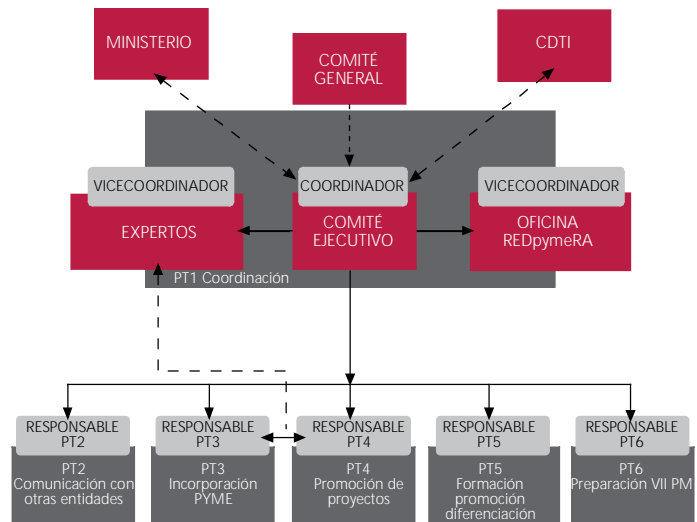 MINISTERIO
COMITÉ
GENERAL
CDTI
VICECOORDINADOR
COORDINADOR
VICECOORDINADOR
EXPERTOS
COMITÉ
EJECUTIVO
OFICINA
REDpymeRA
PT1 Coordinación
RESPONSABLE
PT2
RESPONSABLE
PT3
RESPONSABLE
PT4
RESPONSABLE
PT5
RESPONSABLE
PT6
PT2
Comunicación con
otras entidades
PT3
Incorporación
PYME
PT4
Promoción de
proyectos
PT5
Formación
promoción
diferenciación
PT6
Preparación VII PM